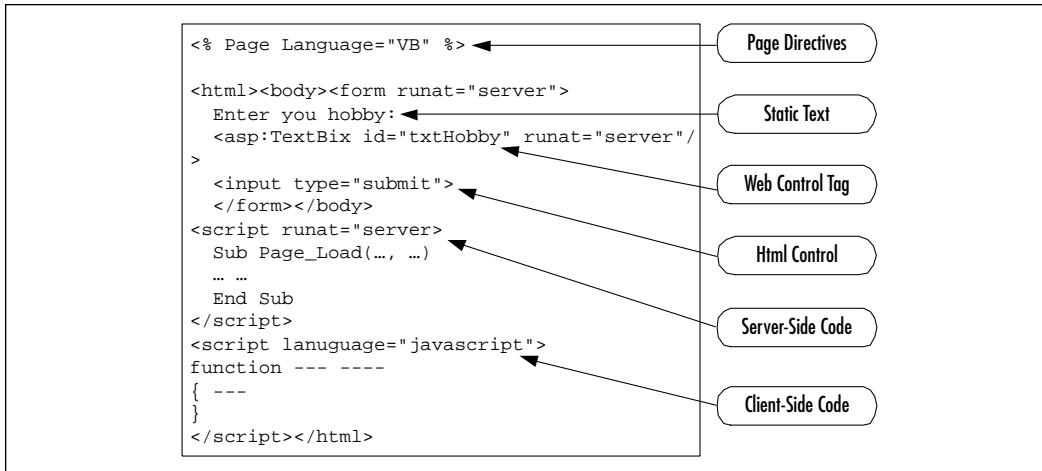 <% Page Language="VB" %>
Page Directives
<html><body><form runat="server">
Enter you hobby:
Static Text
<asp:TextBix id="txtHobby" runat="server"/
>
Web Control Tag
<input type="submit">
</form></body>
Html Control
<script runat="server>
Sub Page_Load(…, …)
… …
End Sub
Server-Side Code
</script>
<script lanuguage="javascript">
function --- ----
{ ---
}
Client-Side Code
</script></html>